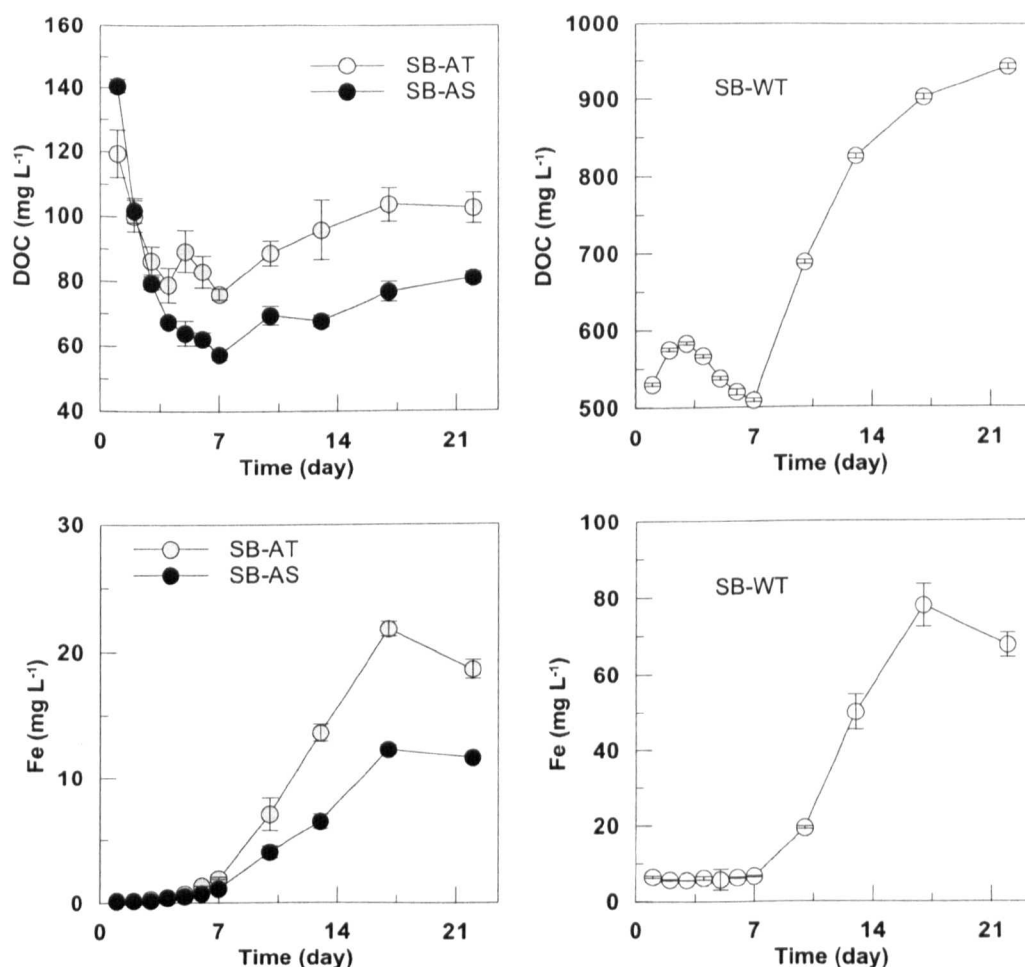 160
140
120
100
80
60
40
DOC (mg L⁻¹)
SB-AT
SB-AS
0 7 14 21
Time (day)
1000
900
800
700
600
500
DOC (mg L⁻¹)
SB-WT
0 7 14 21
Time (day)
30
20
10
0
Fe (mg L⁻¹)
SB-AT
SB-AS
0 7 14 21
Time (day)
100
80
60
40
20
0
Fe (mg L⁻¹)
SB-WT
0 7 14 21
Time (day)